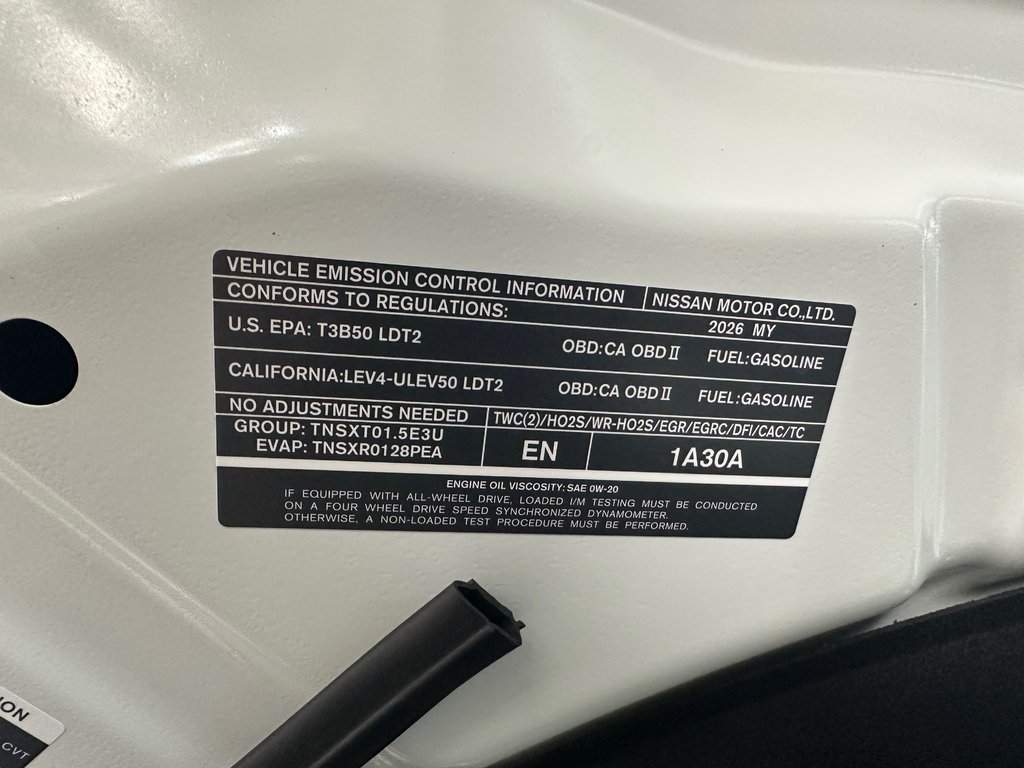 VEHICLE EMISSION CONTROL INFORMATION
NISSAN MOTOR CO.,LTD.
CONFORMS TO REGULATIONS:
2026 MY
U.S. EPA: T3B50 LDT2
OBD:CA OBD II FUEL:GASOLINE
CALIFORNIA:LEV4-ULEV50 LDT2
OBD:CA OBD II FUEL:GASOLINE
NO ADJUSTMENTS NEEDED
TWC(2)/HO2S/WR-HO2S/EGR/EGRC/DFI/CAC/TC
GROUP: TNSXT01.5E3U
EVAP: TNSXR0128PEA
EN
1A30A
ENGINE OIL VISCOSITY: SAE 0W-20
IF EQUIPPED WITH ALL-WHEEL DRIVE, LOADED I/M TESTING MUST BE CONDUCTED
ON A FOUR WHEEL DRIVE SPEED SYNCHRONIZED DYNAMOMETER.
OTHERWISE, A NON-LOADED TEST PROCEDURE MUST BE PERFORMED.
CVT